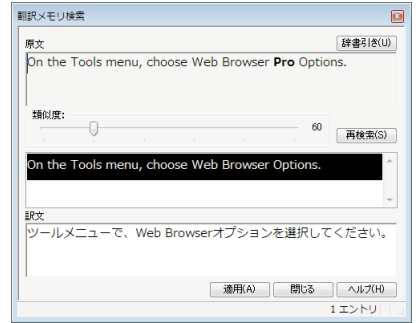 翻訳メモリ検索
原文
辞書引き(U)
On the Tools menu, choose Web Browser Pro Options.
類似度:
60
再検索(S)
On the Tools menu, choose Web Browser Options.
訳文
ツールメニューで、Web Browserオプションを選択してください。
適用(A) 閉じる ヘルプ(H)
1 エントリ